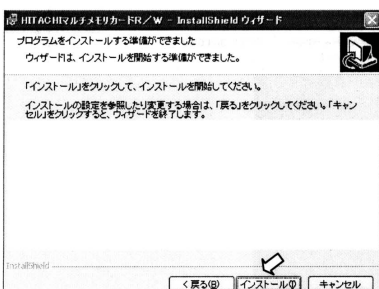 HITACHIマルチメモリカードR/W - InstallShield ウィザード
プログラムをインストールする準備ができました
ウィザードは、インストールを開始する準備ができました。
「インストール」をクリックして、インストールを開始してください。
インストールの設定を参照したり変更する場合は、「戻る」をクリックしてください。「キャン
セル」をクリックすると、ウィザードを終了します。
InstallShield
< 戻る(B) インストール(I) キャンセル